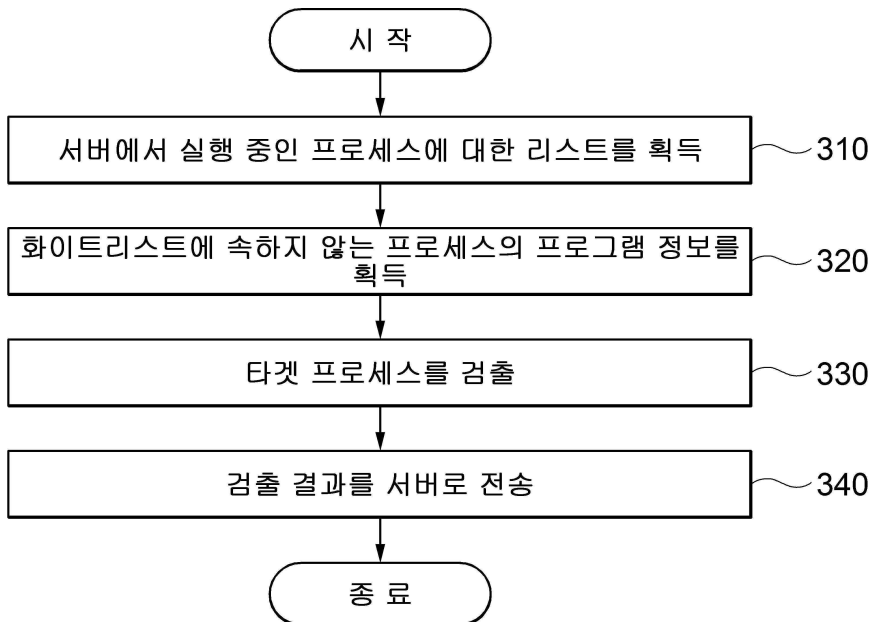 시 작
서버에서 실행 중인 프로세스에 대한 리스트를 획득
310
화이트리스트에 속하지 않는 프로세스의 프로그램 정보를
획득
320
타겟 프로세스를 검출
330
검출 결과를 서버로 전송
340
종 료